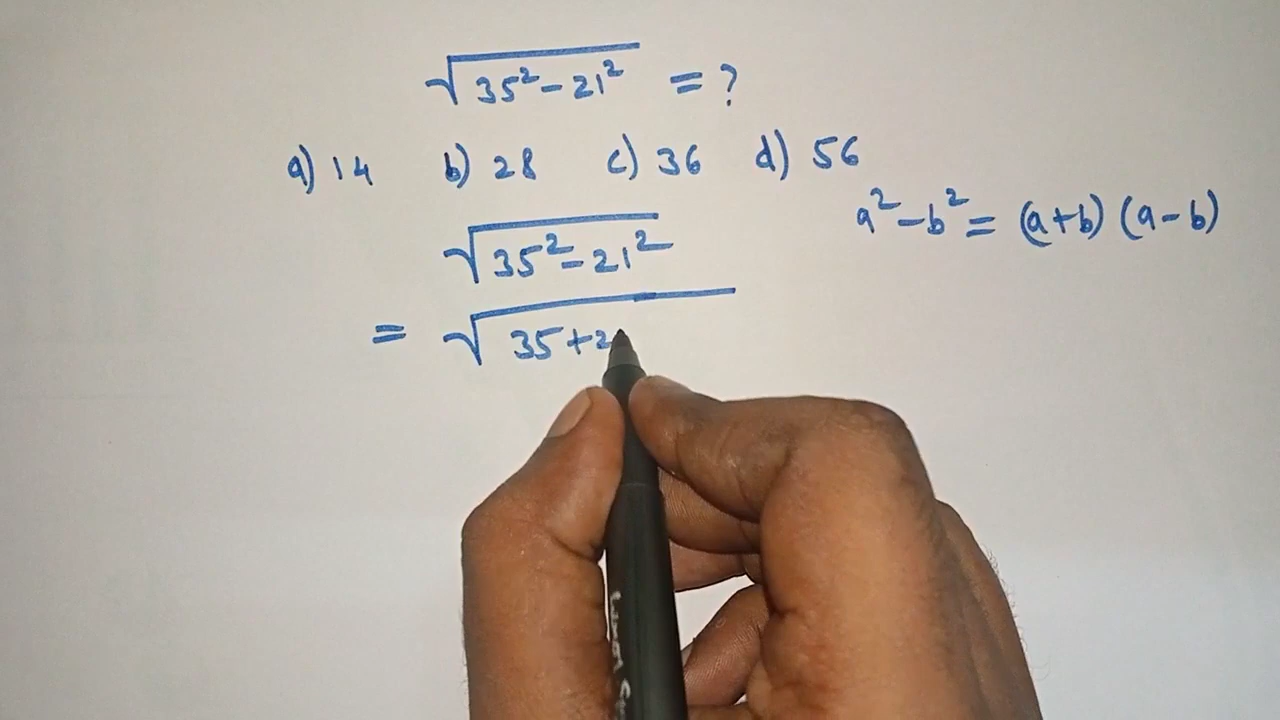 √35²-21² = ?
a) 14 b) 28 c) 36 d) 56
a²-b² = (a+b) (a-b)
√35²-21²
= √35+2